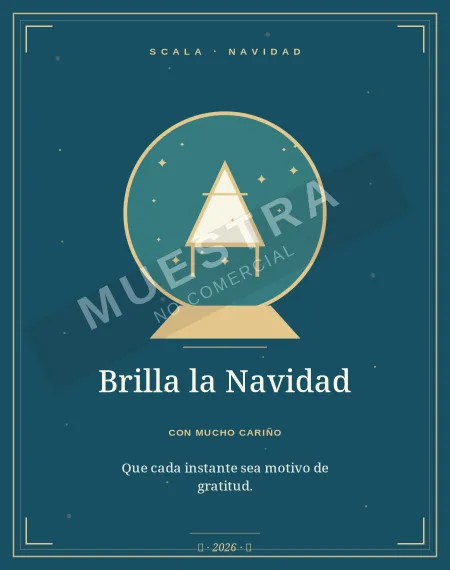 SCALA · NAVIDAD
MUESTRA
NO COMERCIAL
Brilla la Navidad
CON MUCHO CARIÑO
Que cada instante sea motivo de
gratitud.
· 2026 ·